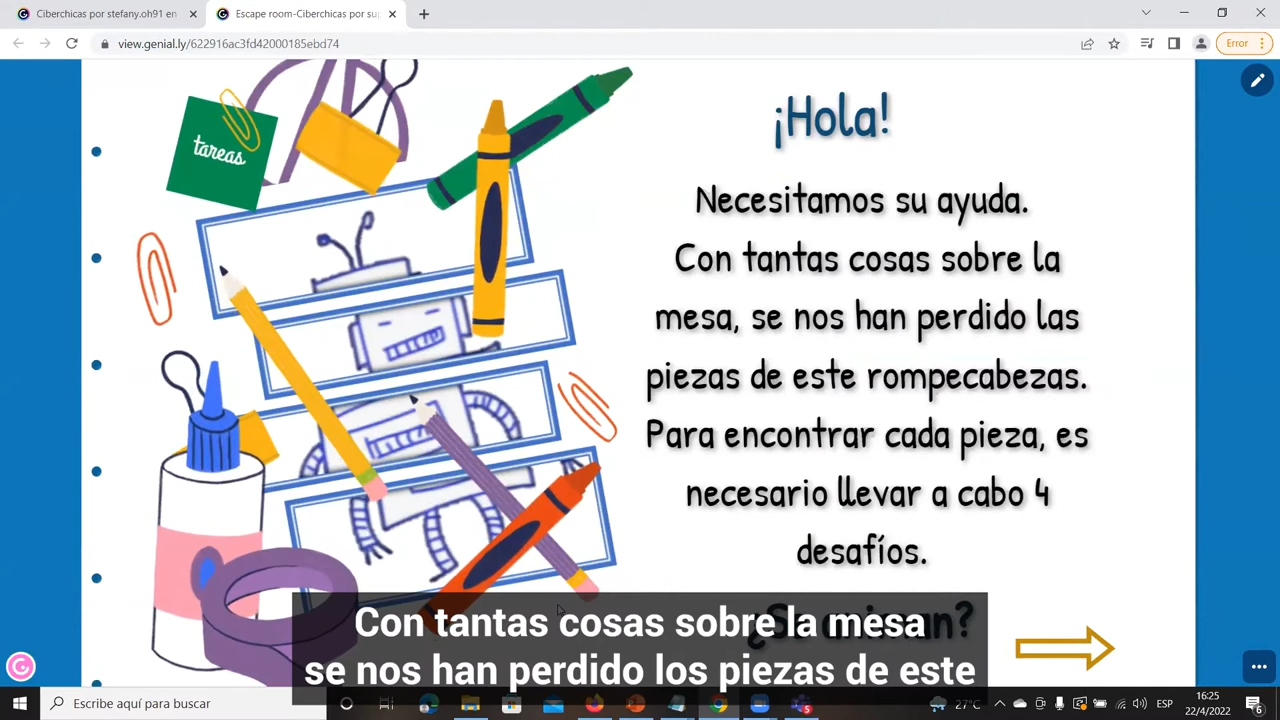 Ciberchicas por stefany.oh91 en
Escape room-Ciberchicas por su
view.genial.ly/622916ac3fd42000185ebd74
Error
tareas
¡Hola!
Necesitamos su ayuda.
Con tantas cosas sobre la
mesa, se nos han perdido las
piezas de este rompecabezas.
Para encontrar cada pieza, es
necesario llevar a cabo 4
desafíos.
Con tantas cosas sobre la mesa
se nos han perdido los piezas de este
Escribe aquí para buscar
27°C
ESP
16:25
22/4/2022
6